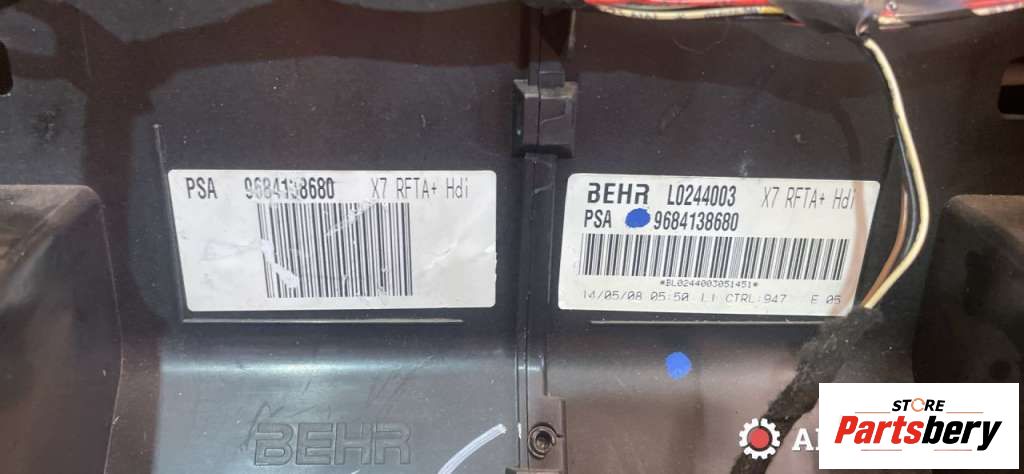 PSA 9684138680 X7 RFTA+ Hdi
BEHR L0244003 X7 RFTA+ Hdi
PSA 9684138680
*BL0244003051451*
14/05/08 05:50 L1 CTRL:947 E 05
BEHR
STORE
Partsbery